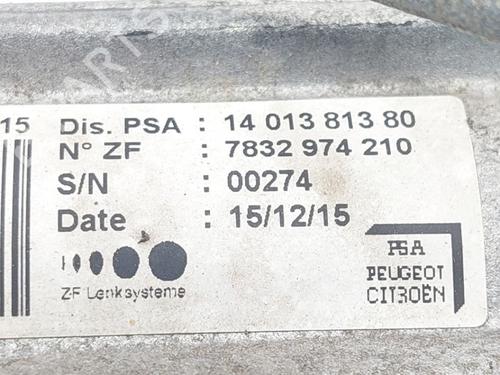 15
Dis. PSA : 14 013 813 80
N° ZF : 7832 974 210
S/N : 00274
Date : 15/12/15
ZF Lenksysteme
PSA
PEUGEOT
CITROËN